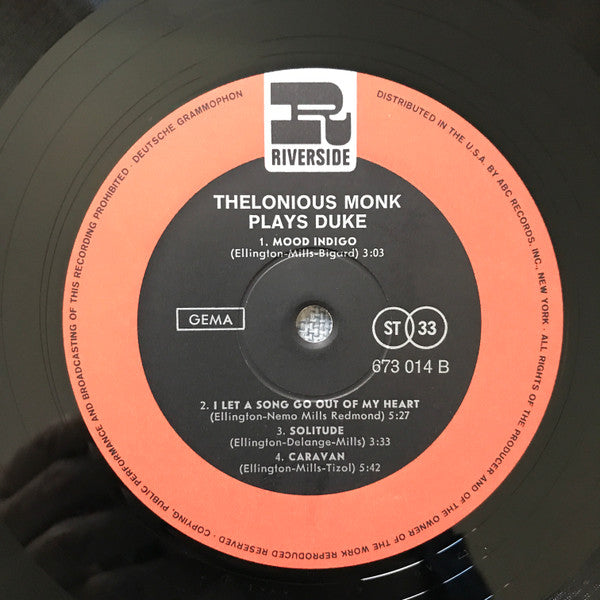 R
RIVERSIDE
THELONIOUS MONK
PLAYS DUKE
1. MOOD INDIGO
(Ellington-Mills-Bigard) 3:03
GEMA
ST 33
673 014 B
2. I LET A SONG GO OUT OF MY HEART
(Ellington-Nemo Mills Redmond) 5:27
3. SOLITUDE
(Ellington-Delange-Mills) 3:33
4. CARAVAN
(Ellington-Mills-Tizol) 5:42
DISTRIBUTED IN THE U.S.A. BY ABC RECORDS, INC., NEW YORK · ALL RIGHTS OF THE PRODUCER AND OF THE OWNER OF THE WORK REPRODUCED RESERVED · COPYING, PUBLIC PERFORMANCE AND BROADCASTING OF THIS RECORDING PROHIBITED · DEUTSCHE GRAMMOPHON